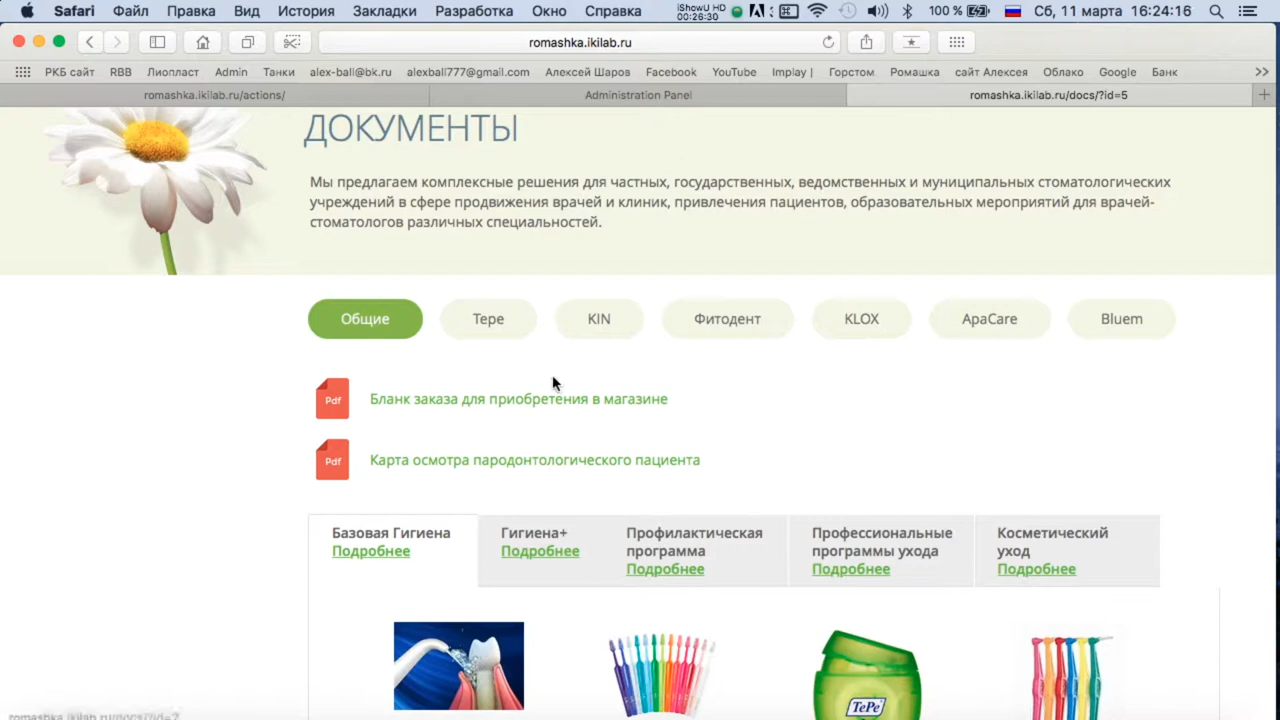 Safari Файл Правка Вид История Закладки Разработка Окно Справка iShowU HD 00:26:30 100 % Сб, 11 марта 16:24:16
romashka.ikilab.ru
РКБ сайт RBB Лиопласт Admin Танки alex-ball@bk.ru alexball777@gmail.com Алексей Шаров Facebook YouTube Implay | Горстом Ромашка сайт Алексея Облако Google Банк >>
romashka.ikilab.ru/actions/ Administration Panel romashka.ikilab.ru/docs/?id=5
ДОКУМЕНТЫ
Мы предлагаем комплексные решения для частных, государственных, ведомственных и муниципальных стоматологических
учреждений в сфере продвижения врачей и клиник, привлечения пациентов, образовательных мероприятий для врачей-
стоматологов различных специальностей.
Общие Tepe KIN Фитодент KLOX ApaCare Bluem
Pdf Бланк заказа для приобретения в магазине
Pdf Карта осмотра пародонтологического пациента
Базовая Гигиена
Подробнее
Гигиена+
Подробнее
Профилактическая
программа
Подробнее
Профессиональные
программы ухода
Подробнее
Косметический
уход
Подробнее
TePe